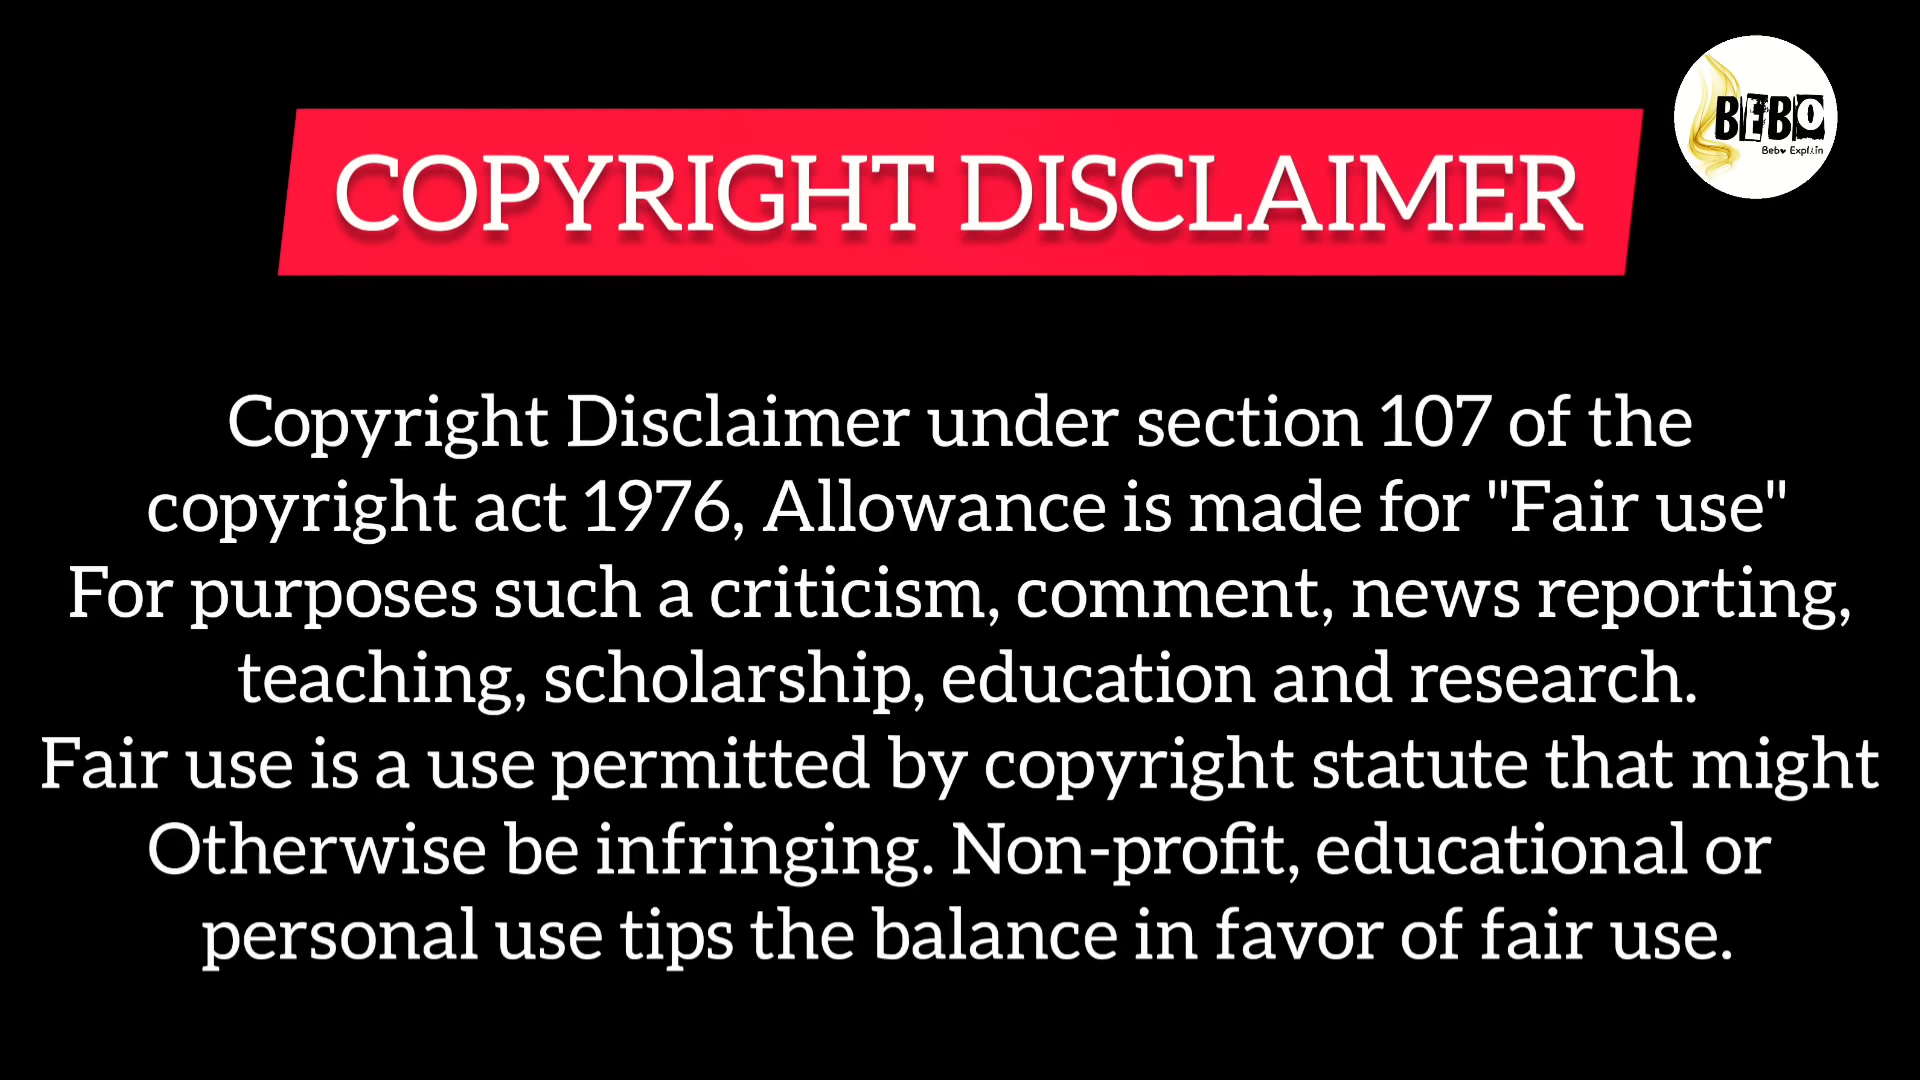 BEBO
Bebo Explain
COPYRIGHT DISCLAIMER
Copyright Disclaimer under section 107 of the
copyright act 1976, Allowance is made for "Fair use"
For purposes such a criticism, comment, news reporting,
teaching, scholarship, education and research.
Fair use is a use permitted by copyright statute that might
Otherwise be infringing. Non-profit, educational or
personal use tips the balance in favor of fair use.